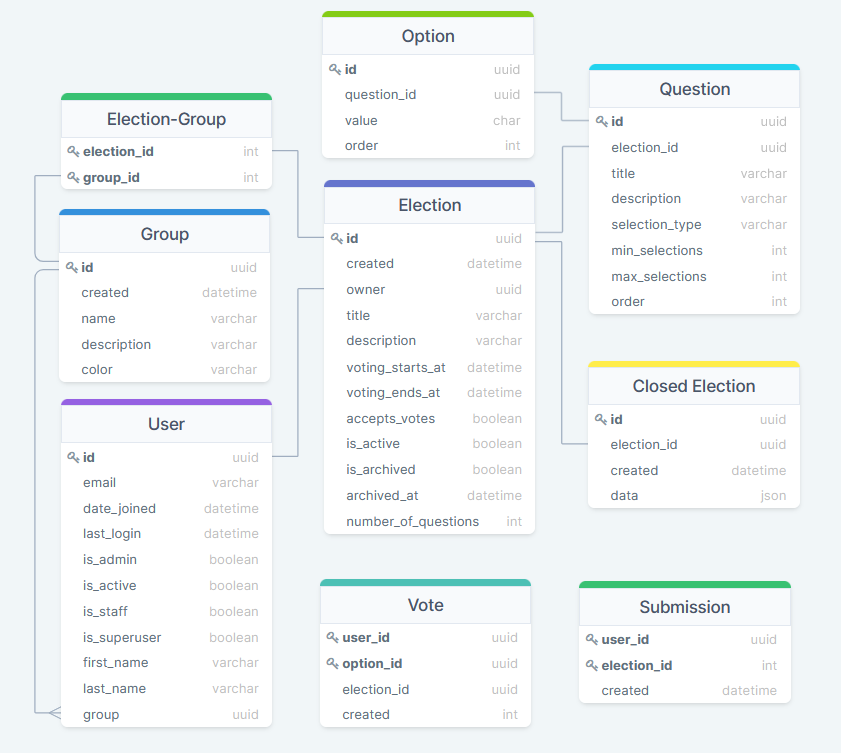 Option
id uuid
question_id uuid
value char
order int
Question
id uuid
election_id uuid
title varchar
description varchar
selection_type varchar
min_selections int
max_selections int
order int
Election-Group
election_id int
group_id int
Group
id uuid
created datetime
name varchar
description varchar
color varchar
Election
id uuid
created datetime
owner uuid
title varchar
description varchar
voting_starts_at datetime
voting_ends_at datetime
accepts_votes boolean
is_active boolean
is_archived boolean
archived_at datetime
number_of_questions int
Closed Election
id uuid
election_id uuid
created datetime
data json
User
id uuid
email varchar
date_joined datetime
last_login datetime
is_admin boolean
is_active boolean
is_staff boolean
is_superuser boolean
first_name varchar
last_name varchar
group uuid
Vote
user_id uuid
option_id uuid
election_id uuid
created int
Submission
user_id uuid
election_id int
created datetime